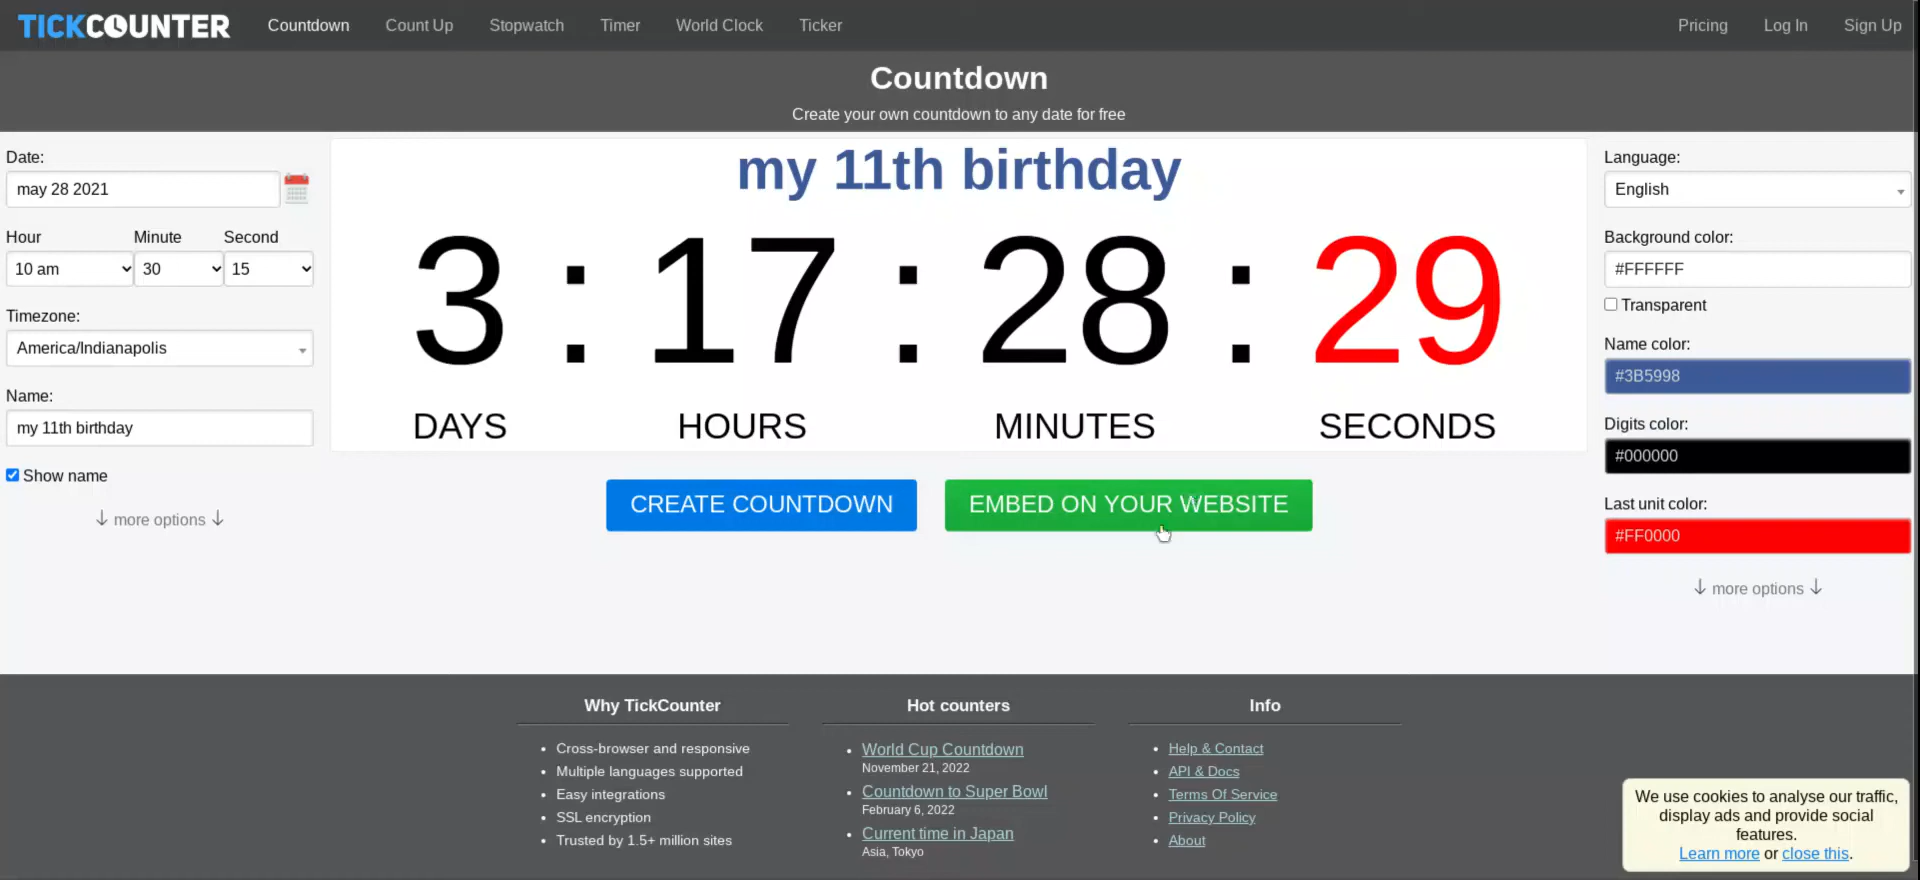 TICKCOUNTER Countdown Count Up Stopwatch Timer World Clock Ticker Pricing Log In Sign Up
Countdown
Create your own countdown to any date for free
Date:
may 28 2021
Hour Minute Second
10 am 30 15
Timezone:
America/Indianapolis
Name:
my 11th birthday
Show name
↓ more options ↓
my 11th birthday
3 : 17 : 28 : 29
DAYS HOURS MINUTES SECONDS
CREATE COUNTDOWN EMBED ON YOUR WEBSITE
Language:
English
Background color:
#FFFFFF
Transparent
Name color:
#3B5998
Digits color:
#000000
Last unit color:
#FF0000
↓ more options ↓
Why TickCounter
• Cross-browser and responsive
• Multiple languages supported
• Easy integrations
• SSL encryption
• Trusted by 1.5+ million sites
Hot counters
• World Cup Countdown
November 21, 2022
• Countdown to Super Bowl
February 6, 2022
• Current time in Japan
Asia, Tokyo
Info
• Help & Contact
• API & Docs
• Terms Of Service
• Privacy Policy
• About
We use cookies to analyse our traffic,
display ads and provide social
features.
Learn more or close this.